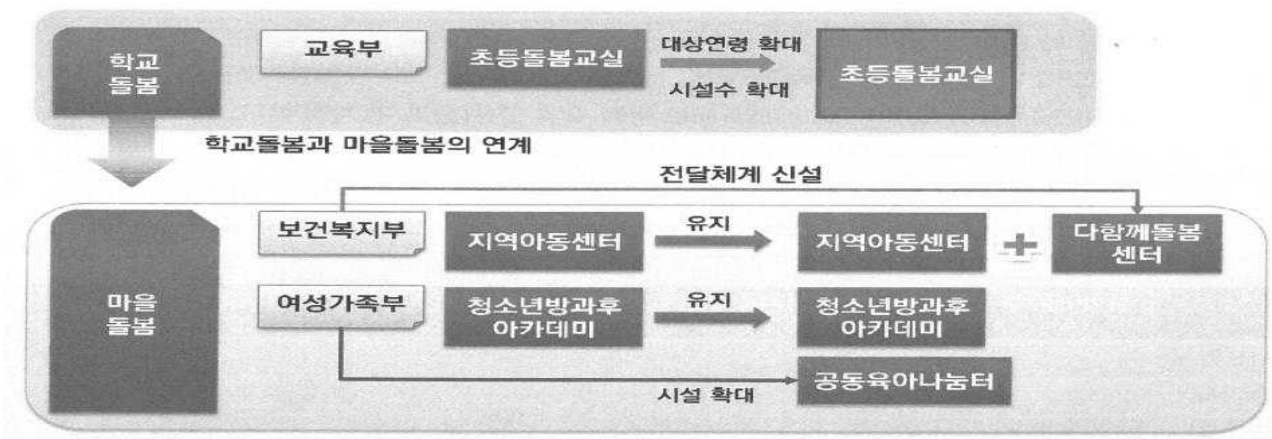 학교
돌봄
교육부
초등돌봄교실
대상연령 확대
시설수 확대
초등돌봄교실
학교돌봄과 마을돌봄의 연계
전달체계 신설
마을
돌봄
보건복지부
지역아동센터
유지
지역아동센터
다함께돌봄
센터
여성가족부
청소년방과후
아카데미
유지
청소년방과후
아카데미
시설 확대
공동육아나눔터